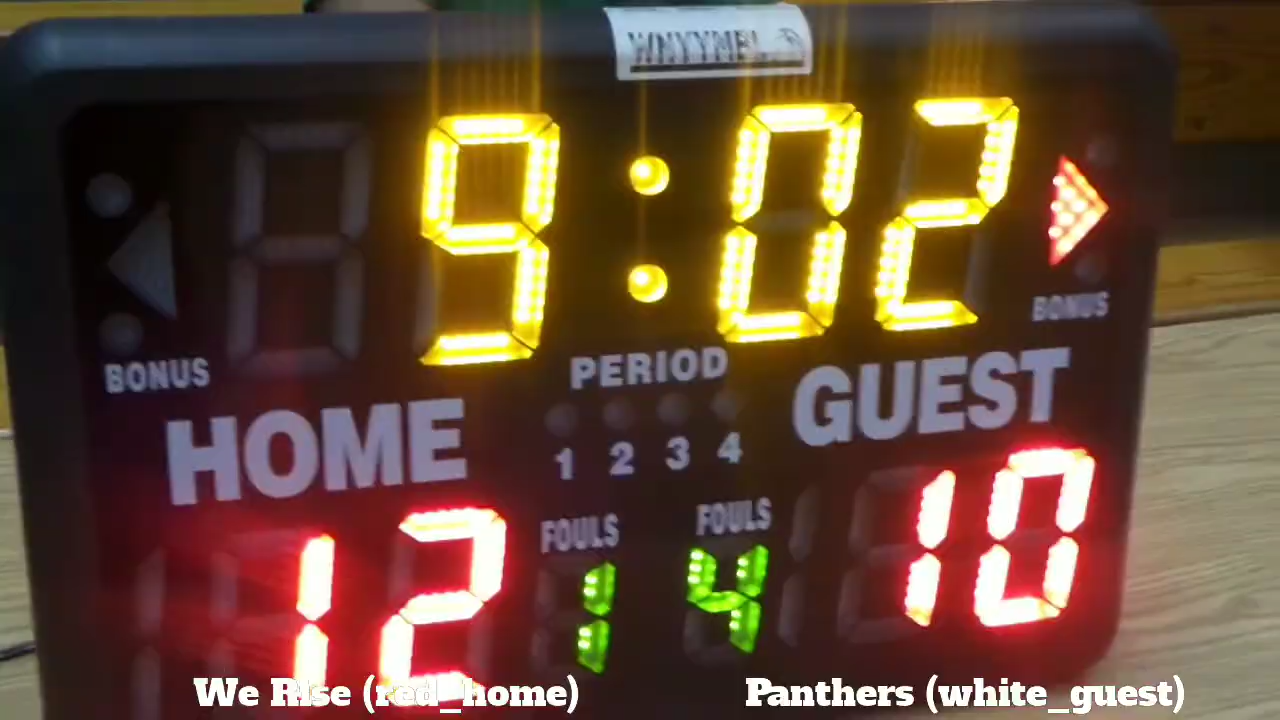 9:02
BONUS
BONUS
PERIOD
HOME
GUEST
1 2 3 4
FOULS
FOULS
12
1
4
10
We Rise (red_home)
Panthers (white_guest)